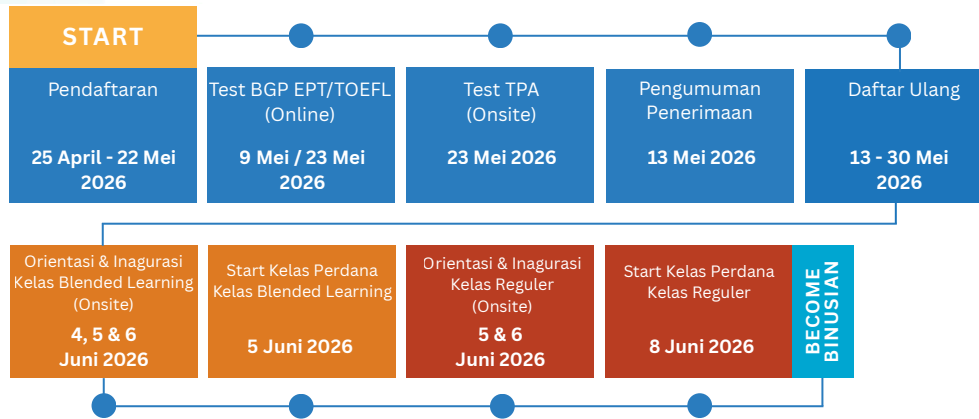 START
Pendaftaran
25 April - 22 Mei
2026
Test BGP EPT/TOEFL
(Online)
9 Mei / 23 Mei
2026
Test TPA
(Onsite)
23 Mei 2026
Pengumuman
Penerimaan
13 Mei 2026
Daftar Ulang
13 - 30 Mei
2026
Orientasi & Inagurasi
Kelas Blended Learning
(Onsite)
4, 5 & 6
Juni 2026
Start Kelas Perdana
Kelas Blended Learning
5 Juni 2026
Orientasi & Inagurasi
Kelas Reguler
(Onsite)
5 & 6
Juni 2026
Start Kelas Perdana
Kelas Reguler
8 Juni 2026
BECOME
BINUSIAN